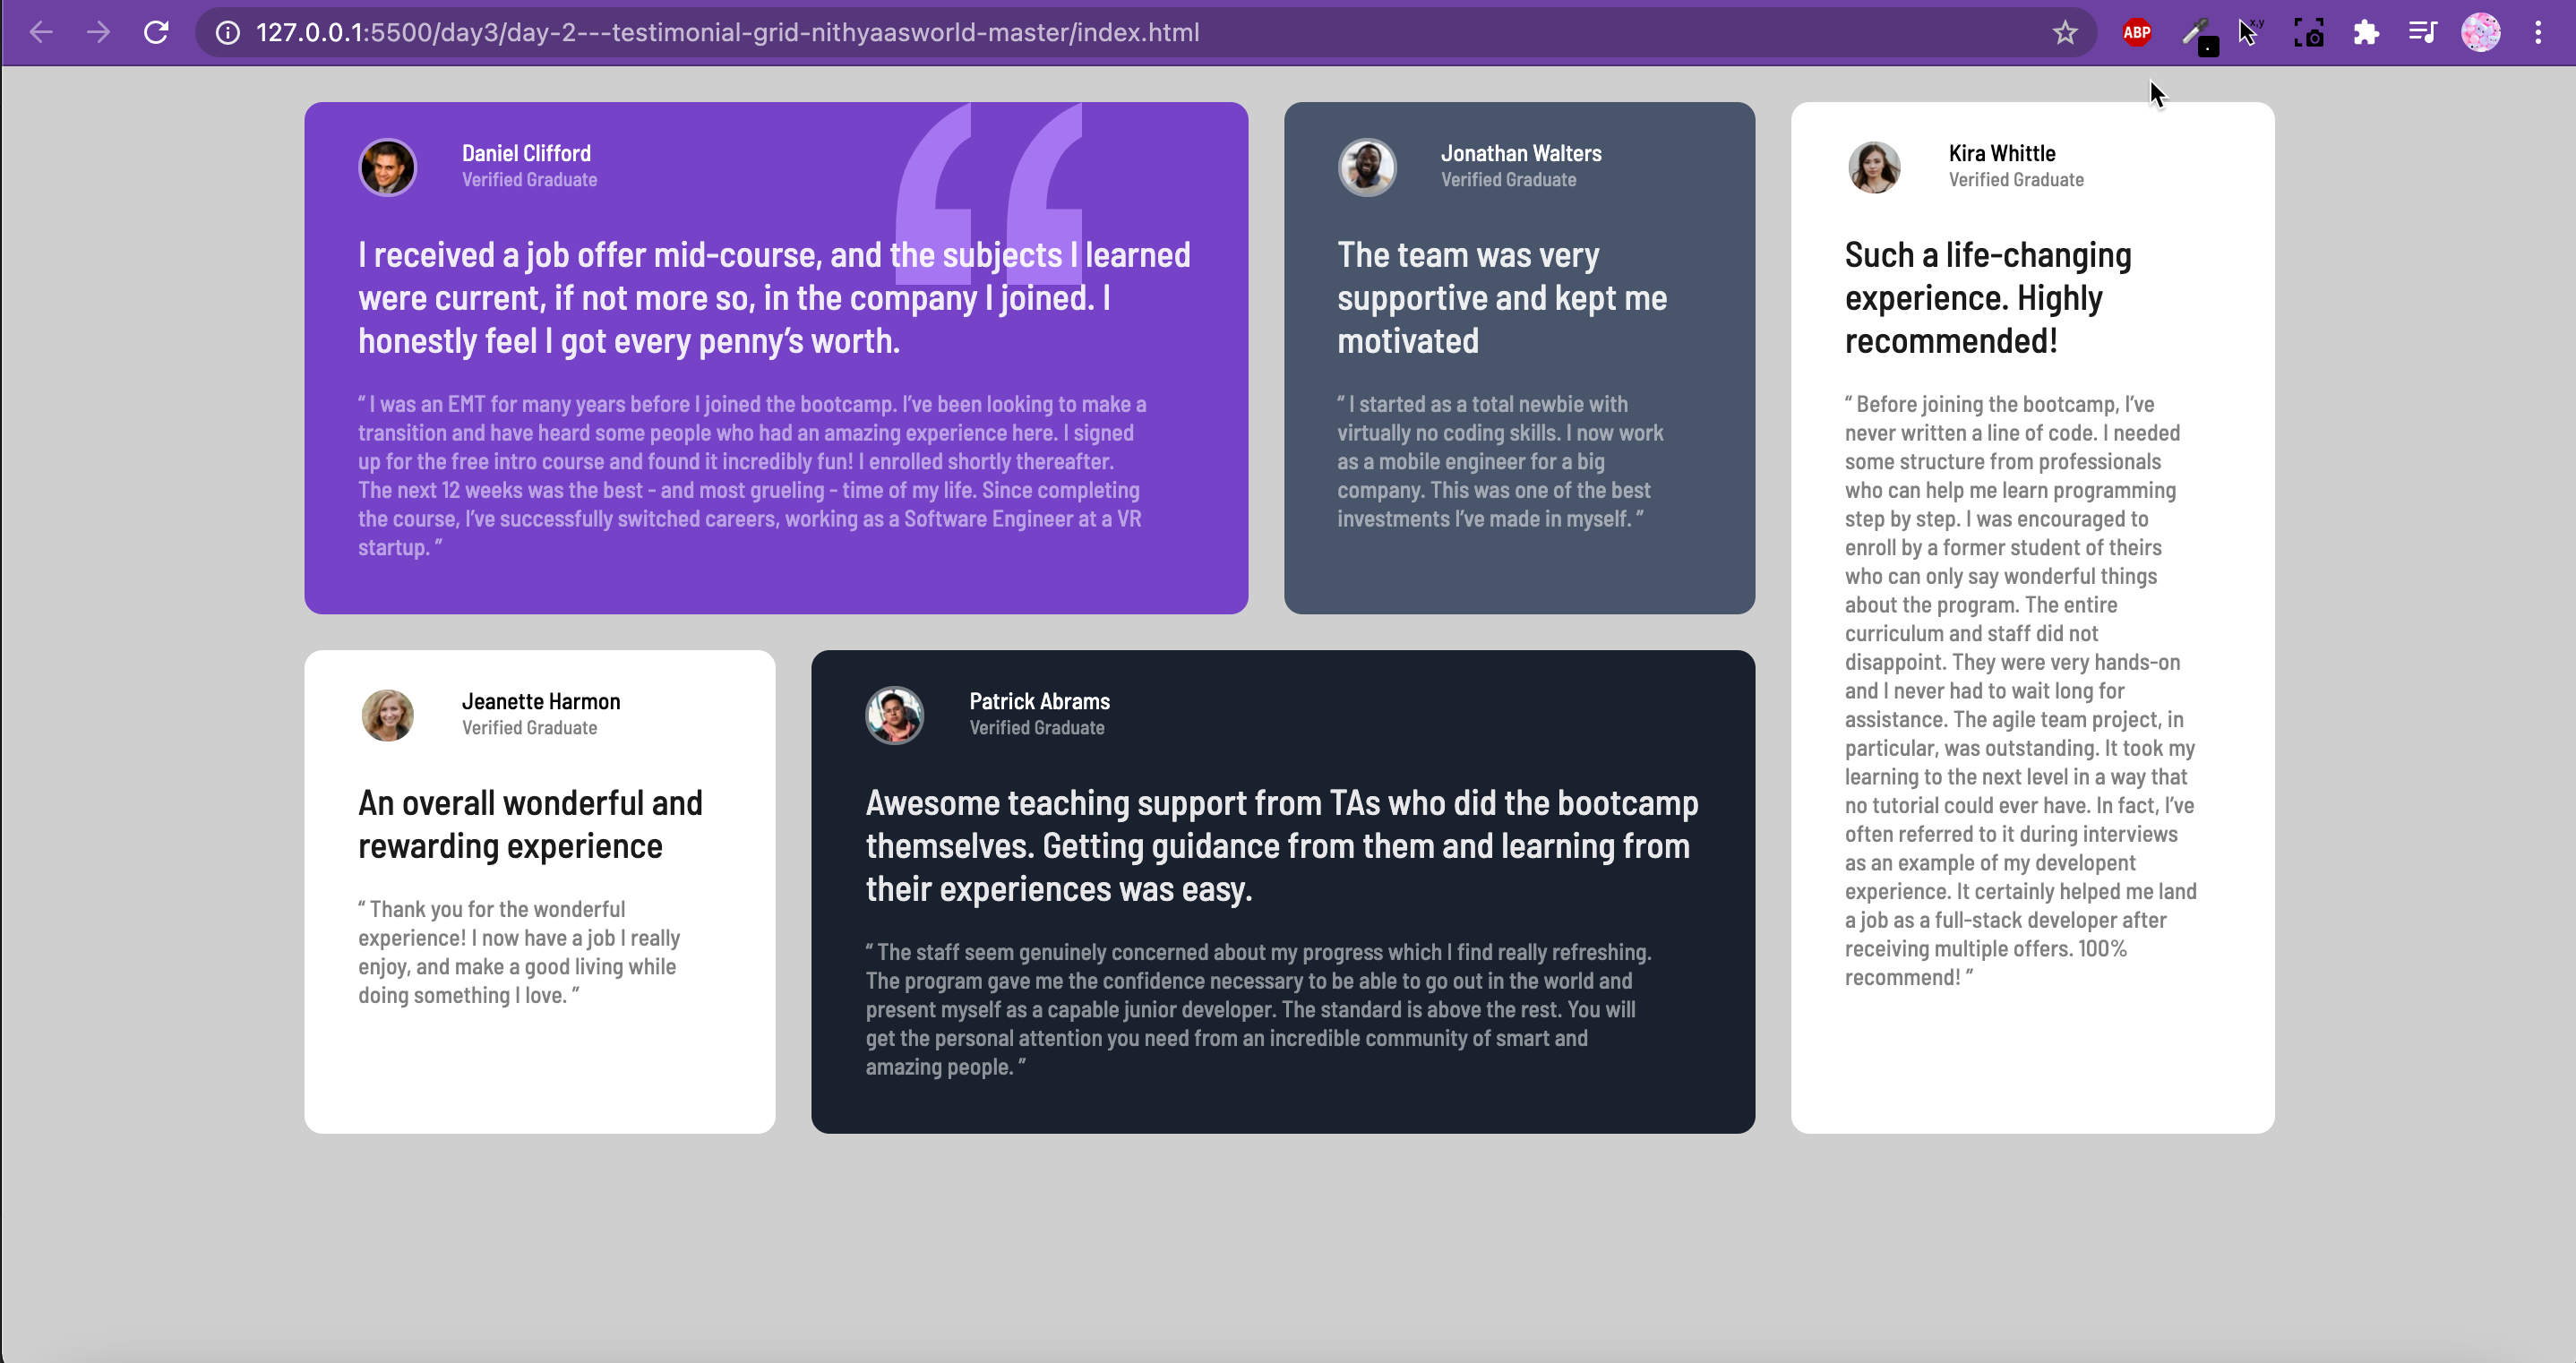 127.0.0.1:5500/day3/day-2---testimonial-grid-nithyaasworld-master/index.html
ABP
x,y
Daniel Clifford
Verified Graduate
I received a job offer mid-course, and the subjects I learned
were current, if not more so, in the company I joined. I
honestly feel I got every penny’s worth.
“ I was an EMT for many years before I joined the bootcamp. I’ve been looking to make a
transition and have heard some people who had an amazing experience here. I signed
up for the free intro course and found it incredibly fun! I enrolled shortly thereafter.
The next 12 weeks was the best - and most grueling - time of my life. Since completing
the course, I’ve successfully switched careers, working as a Software Engineer at a VR
startup. ”
Jonathan Walters
Verified Graduate
The team was very
supportive and kept me
motivated
“ I started as a total newbie with
virtually no coding skills. I now work
as a mobile engineer for a big
company. This was one of the best
investments I’ve made in myself. ”
Kira Whittle
Verified Graduate
Such a life-changing
experience. Highly
recommended!
“ Before joining the bootcamp, I’ve
never written a line of code. I needed
some structure from professionals
who can help me learn programming
step by step. I was encouraged to
enroll by a former student of theirs
who can only say wonderful things
about the program. The entire
curriculum and staff did not
disappoint. They were very hands-on
and I never had to wait long for
assistance. The agile team project, in
particular, was outstanding. It took my
learning to the next level in a way that
no tutorial could ever have. In fact, I’ve
often referred to it during interviews
as an example of my developent
experience. It certainly helped me land
a job as a full-stack developer after
receiving multiple offers. 100%
recommend! ”
Jeanette Harmon
Verified Graduate
An overall wonderful and
rewarding experience
“ Thank you for the wonderful
experience! I now have a job I really
enjoy, and make a good living while
doing something I love. ”
Patrick Abrams
Verified Graduate
Awesome teaching support from TAs who did the bootcamp
themselves. Getting guidance from them and learning from
their experiences was easy.
“ The staff seem genuinely concerned about my progress which I find really refreshing.
The program gave me the confidence necessary to be able to go out in the world and
present myself as a capable junior developer. The standard is above the rest. You will
get the personal attention you need from an incredible community of smart and
amazing people. ”